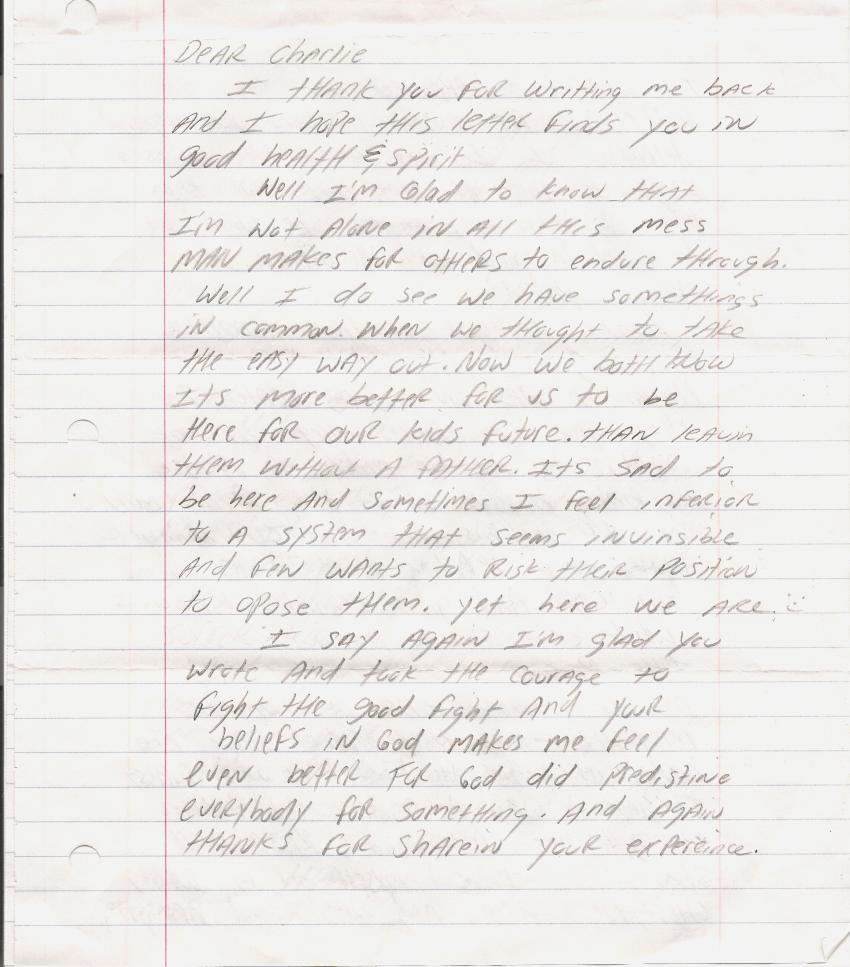 DEAR Charlie
I THANK you FOR Writting me back
And I hope this letter finds you in
good health & spirit
Well I'm Glad to know THAT
I'm Not Alone in All this mess
MAN MAKES for OTHERS to endure through.
Well I do see we have somethings
IN common. When we thought to TAKE
the easy WAY out. Now we both know
Its more better for us to be
Here for our kids future. THAN leavin
them without A FATHER. Its sad to
be here And sometimes I feel inferior
to A system THAT seems invinsible
And few wants to Risk their position
to opose them. yet here we ARE. :)
I SAY AGAIN I'm glad you
wrote And took the courage to
fight the good fight And your
beliefs in God makes me feel
even better FOR God did predistine
everybody for something. And AGAIN
thanks FOR sharein your experence.